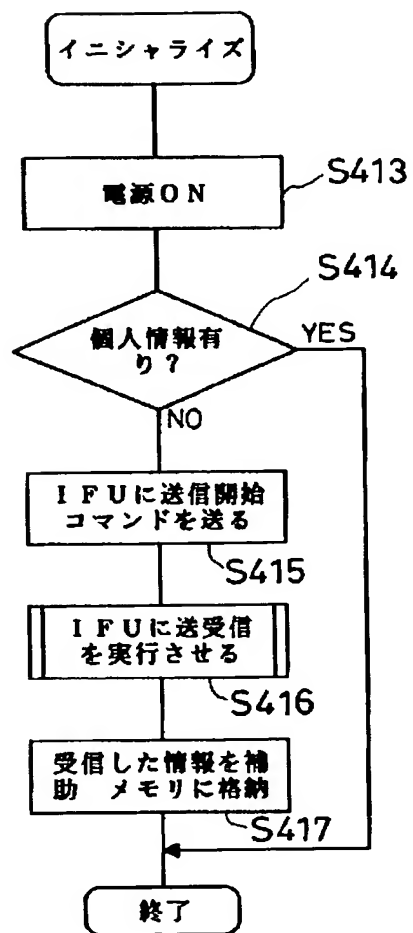 イニシャライズ
電源ON
S413
S414
個人情報有
り？
YES
NO
IFUに送信開始
コマンドを送る
S415
IFUに送受信
を実行させる
S416
受信した情報を補
助 メモリに格納
S417
終了